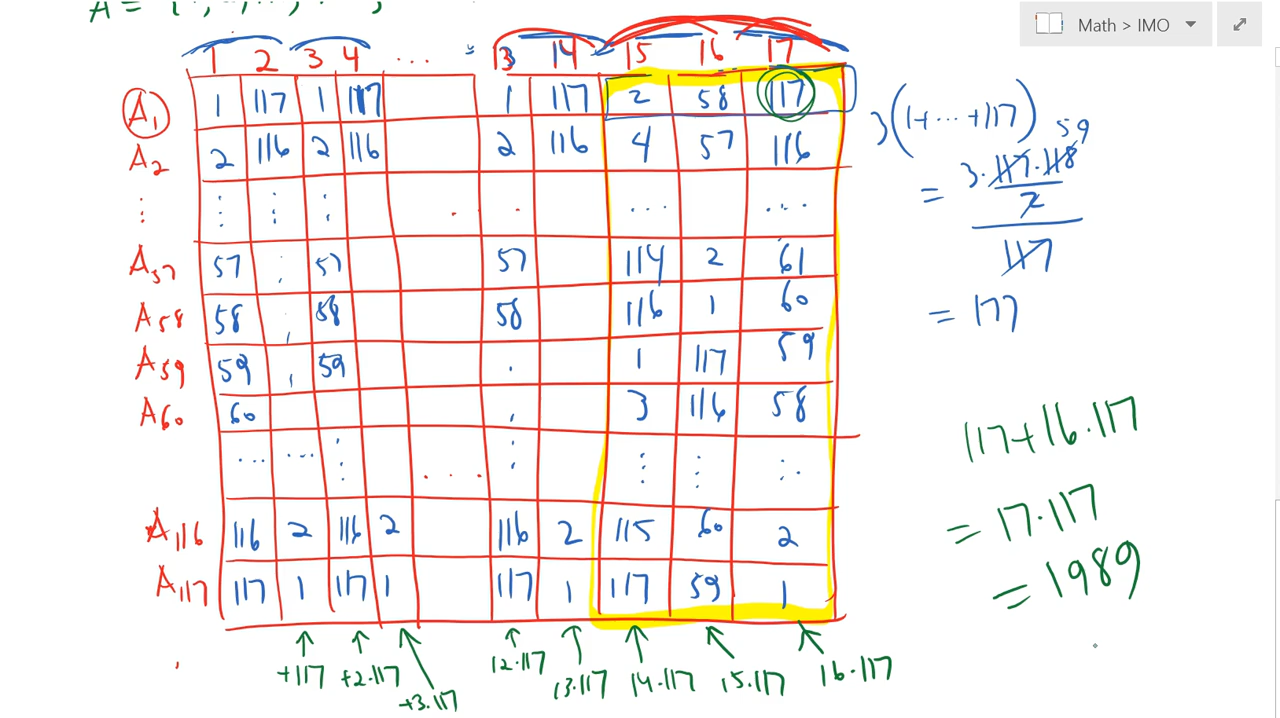 A = {1, 
Math > IMO
1 2 3 4 ... 13 14 15 16 17
A₁ 1 117 1 117 1 117 2 58 117
A₂ 2 116 2 116 2 116 4 57 116
⋮ ⋮ ⋮ ⋮ . . . ... ...
A₅₇ 57 . 57 57 114 2 61
A₅₈ 58 , 58 58 116 1 60
A₅₉ 59 , 59 . 1 117 59
A₆₀ 60 , 3 116 58
... ... ⋮ .... ⋮ ⋮ ⋮ ⋮
A₁₁₆ 116 2 116 2 116 2 115 60 2
A₁₁₇ 117 1 117 1 117 1 117 59 1
+117 +2·117 +3·117 12·117 13·117 14·117 15·117 16·117
3(1+...+117)
59
= 3·117·118
2
117
= 177
117+16·117
= 17·117
= 1989